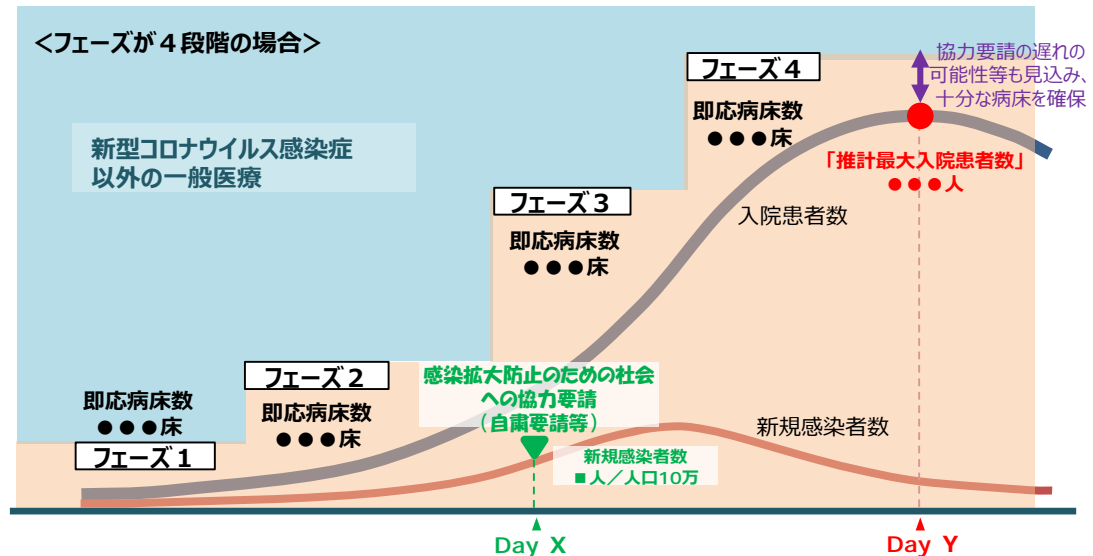 ＜フェーズが４段階の場合＞
協力要請の遅れの
可能性等も見込み、
十分な病床を確保
フェーズ４
即応病床数
●●●床
新型コロナウイルス感染症
以外の一般医療
「推計最大入院患者数」
●●●人
フェーズ３
入院患者数
即応病床数
●●●床
フェーズ２
感染拡大防止のための社会
への協力要請
（自粛要請等）
即応病床数
●●●床
即応病床数
●●●床
新規感染者数
フェーズ１
新規感染者数
■人／人口10万
Day X
Day Y